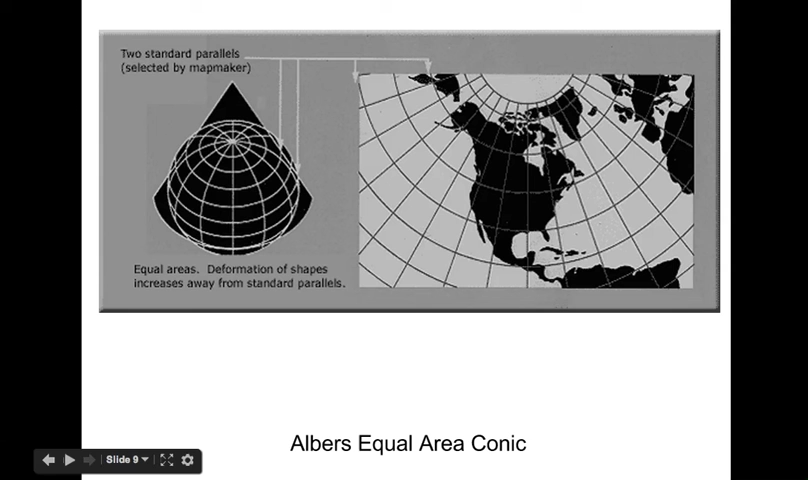 Two standard parallels
(selected by mapmaker)
Equal areas. Deformation of shapes
increases away from standard parallels.
Albers Equal Area Conic
Slide 9